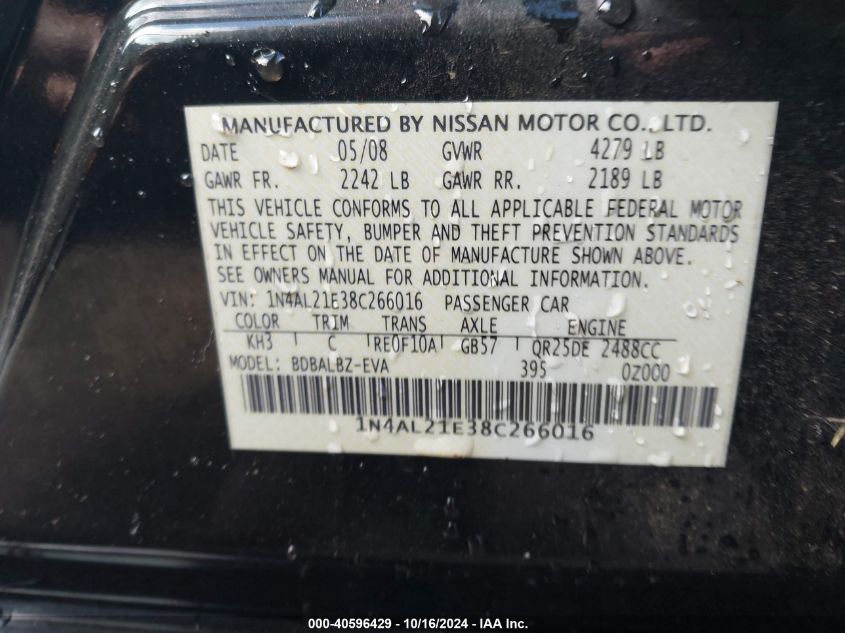 MANUFACTURED BY NISSAN MOTOR CO., LTD.
DATE 05/08 GVWR 4279 LB
GAWR FR. 2242 LB GAWR RR. 2189 LB
THIS VEHICLE CONFORMS TO ALL APPLICABLE FEDERAL MOTOR
VEHICLE SAFETY, BUMPER AND THEFT PREVENTION STANDARDS
IN EFFECT ON THE DATE OF MANUFACTURE SHOWN ABOVE.
SEE OWNERS MANUAL FOR ADDITIONAL INFORMATION.
VIN: 1N4AL21E38C266016 PASSENGER CAR
COLOR TRIM TRANS AXLE ENGINE
KH3 C RE0F10A GB57 QR25DE 2488CC
MODEL: BDBALBZ-EVA 395 0Z000
1N4AL21E38C266016
000-40596429 - 10/16/2024 - IAA Inc.